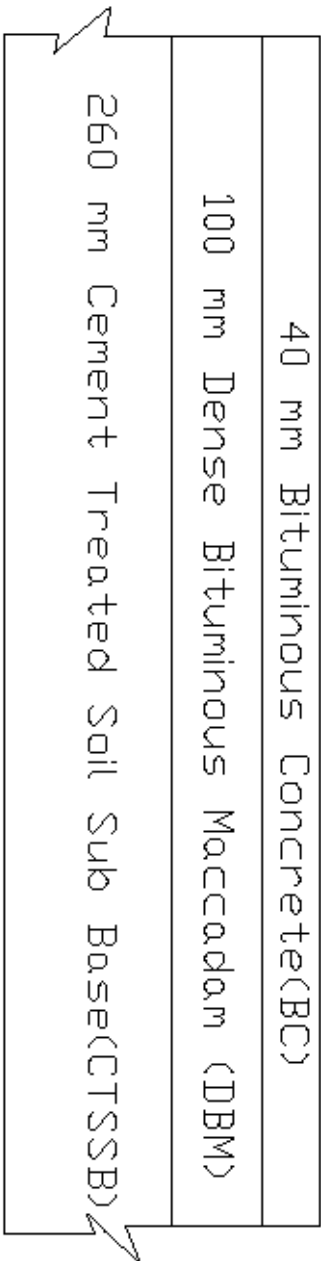 40 mm Bituminous Concrete(BC)
100 mm Dense Bituminous Maccadam (DBM)
260 mm Cement Treated Soil Sub Base(CTSSB)